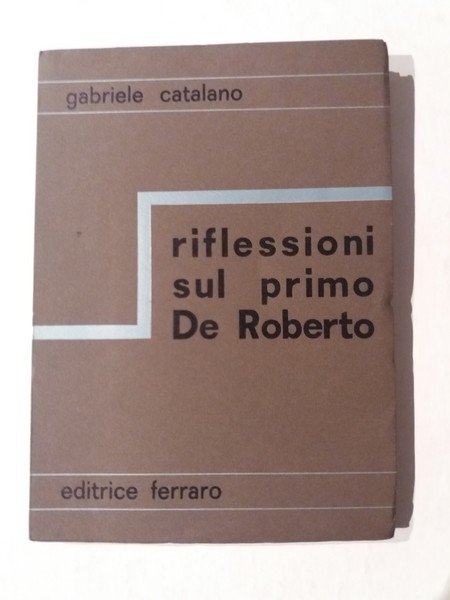 gabriele catalano
riflessioni
sul primo
De Roberto
editrice ferraro